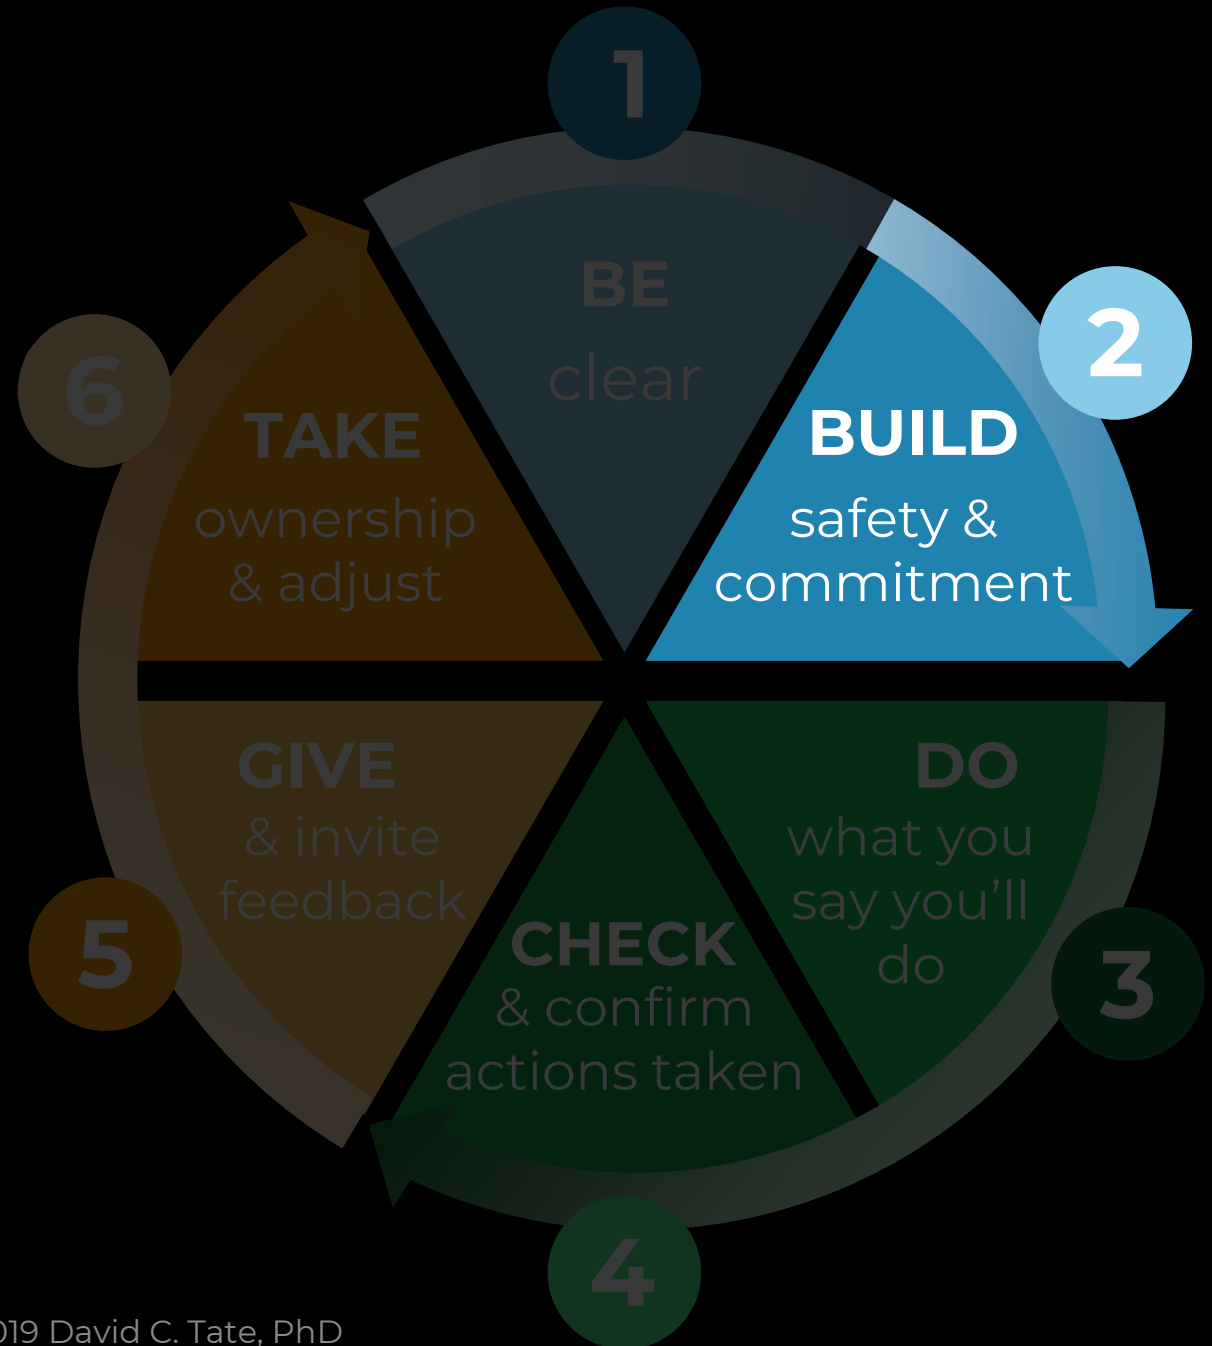 1
BE
clear
2
BUILD
safety &
commitment
3
DO
what you
say you’ll
do
4
CHECK
& confirm
actions taken
5
GIVE
& invite
feedback
6
TAKE
ownership
& adjust
019 David C. Tate, PhD